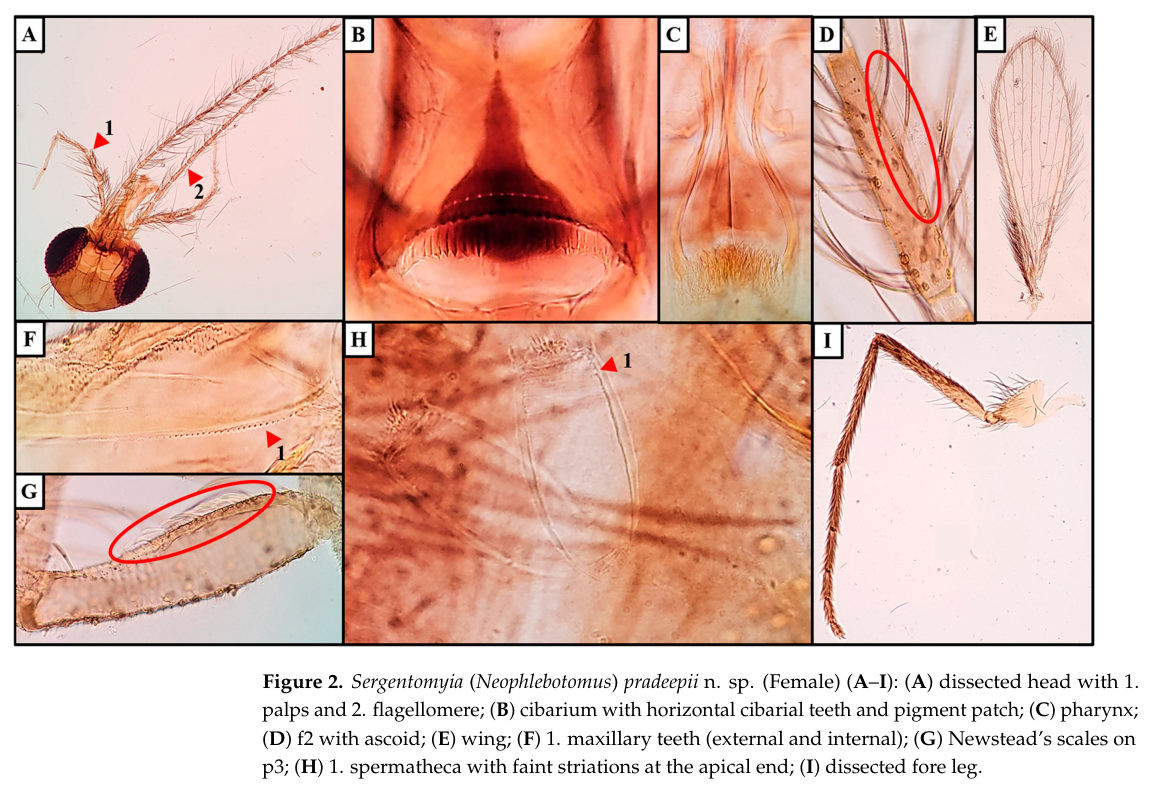 A
B
C
D
E
1
2
F
1
G
H
1
I
Figure 2. Sergentomyia (Neophlebotomus) pradeepii n. sp. (Female) (A–I): (A) dissected head with 1.
palps and 2. flagellomere; (B) cibarium with horizontal cibarial teeth and pigment patch; (C) pharynx;
(D) f2 with ascoid; (E) wing; (F) 1. maxillary teeth (external and internal); (G) Newstead's scales on
p3; (H) 1. spermatheca with faint striations at the apical end; (I) dissected fore leg.